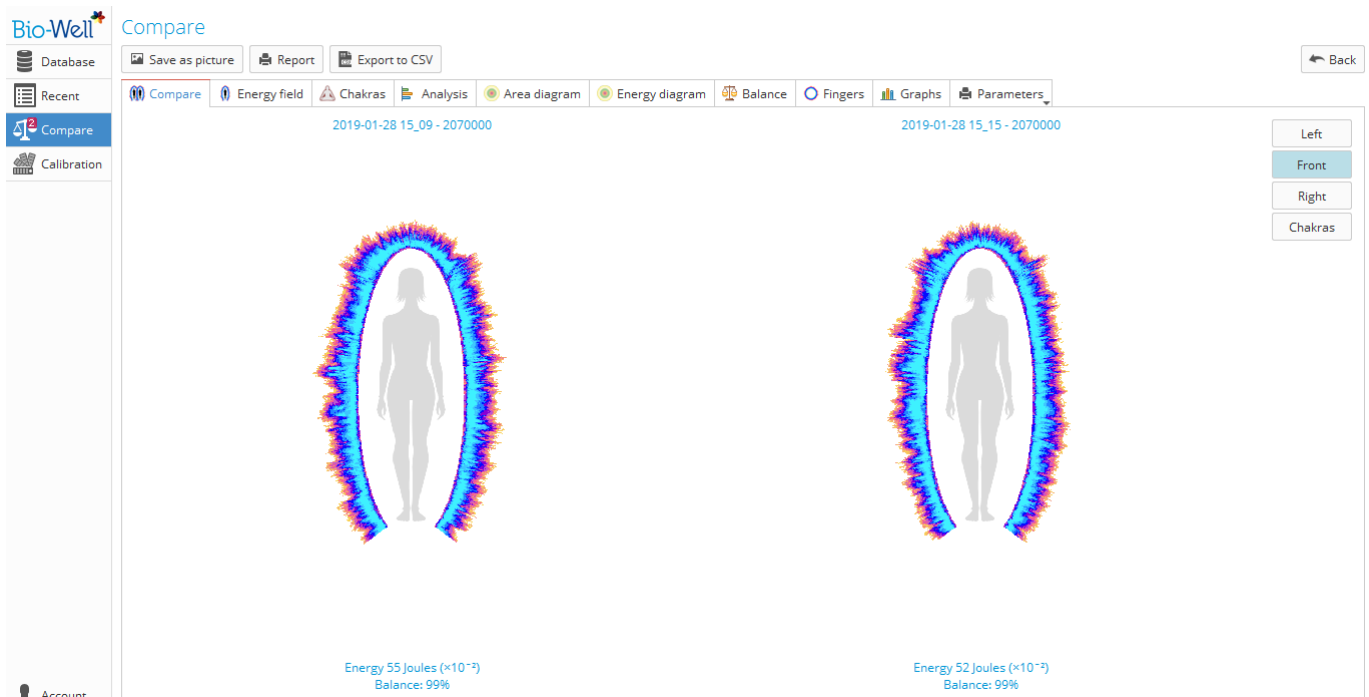 Bio-Well
Compare
Database
Recent
2
Compare
Calibration
Account
Save as picture
Report
Export to CSV
Back
Compare
Energy field
Chakras
Analysis
Area diagram
Energy diagram
Balance
Fingers
Graphs
Parameters
2019-01-28 15_09 - 2070000
2019-01-28 15_15 - 2070000
Left
Front
Right
Chakras
Energy 55 Joules (×10⁻²)
Balance: 99%
Energy 52 Joules (×10⁻²)
Balance: 99%